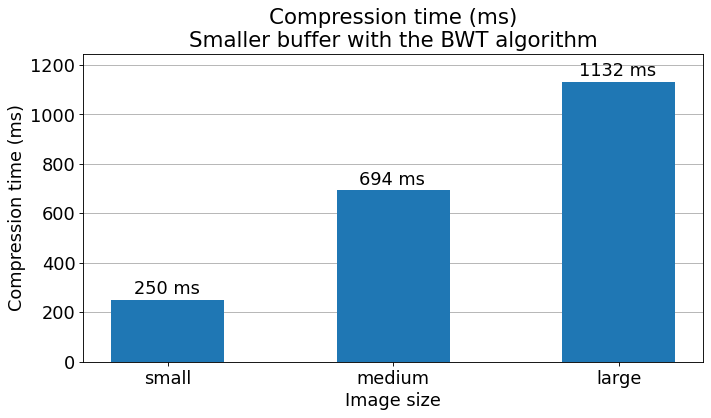 Compression time (ms)
Smaller buffer with the BWT algorithm
Compression time (ms)
1200
1000
800
600
400
200
0
250 ms
694 ms
1132 ms
small
medium
large
Image size